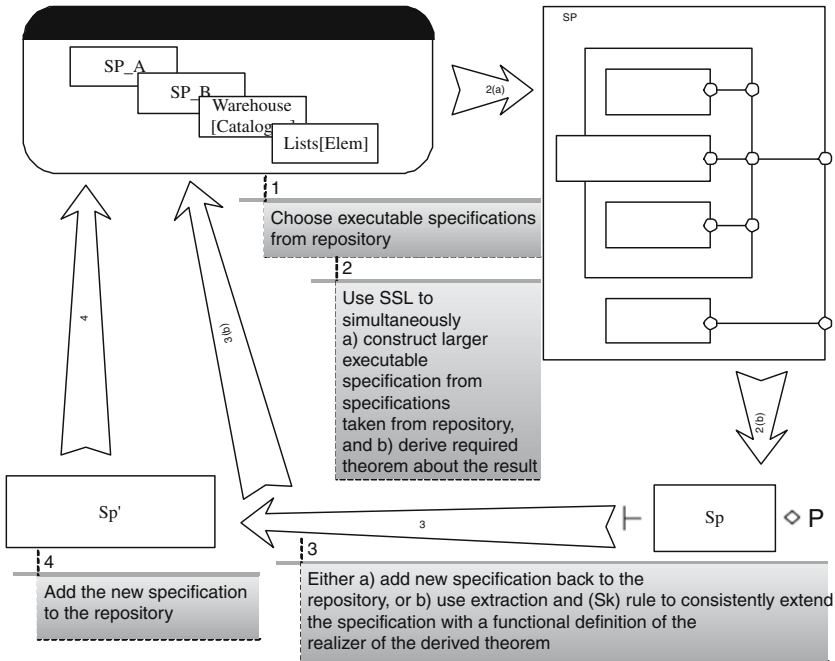 SP
SP_A
SP_B
Warehouse
[Catalogue]
Lists[Elem]
2(a)
1
Choose executable specifications
from repository
2
Use SSL to
simultaneously
a) construct larger
executable
specification from
specifications
taken from repository,
and b) derive required
theorem about the result
4
3(b)
2(b)
Sp'
3
⊢ Sp ◇ P
4
Add the new specification
to the repository
3
Either a) add new specification back to the
repository, or b) use extraction and (Sk) rule to consistently extend
the specification with a functional definition of the
realizer of the derived theorem